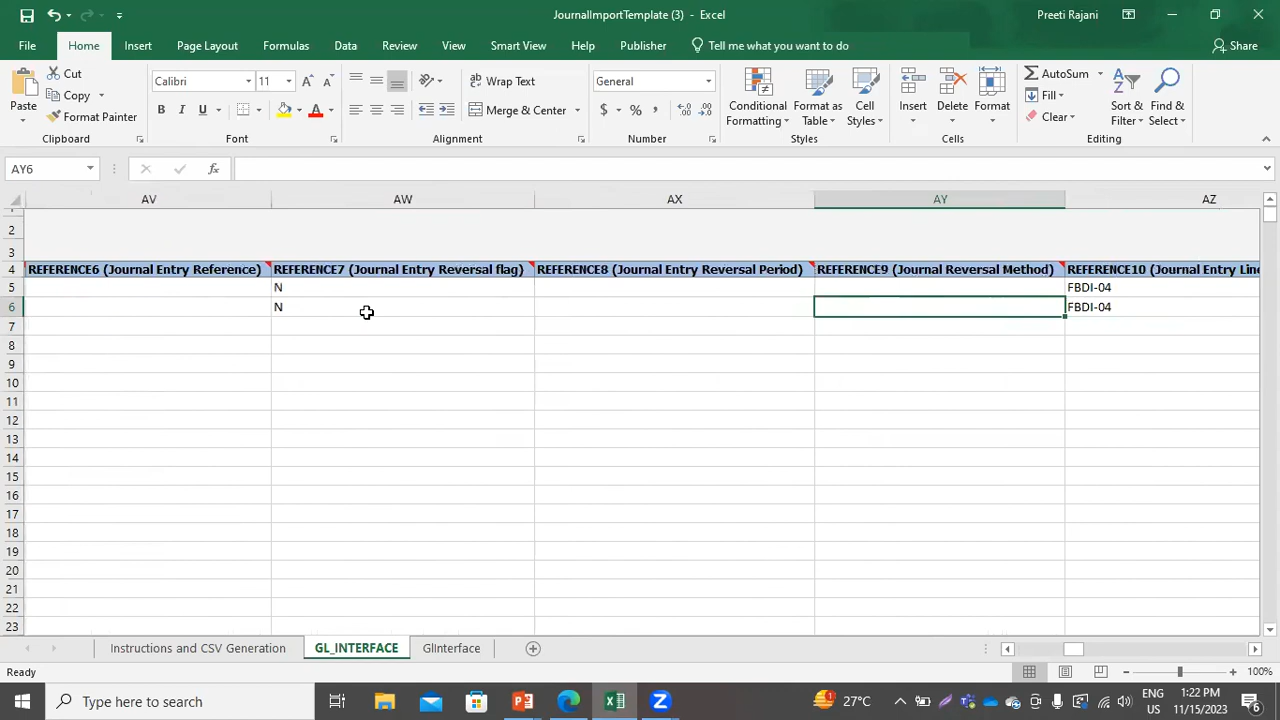 JournalImportTemplate (3) - Excel
Preeti Rajani
File Home Insert Page Layout Formulas Data Review View Smart View Help Publisher Tell me what you want to do Share
Paste
Cut
Copy
Format Painter
Clipboard
Calibri 11
B I U
Font
Wrap Text
Merge & Center
Alignment
General
$ % ,
Number
Conditional Formatting
Format as Table
Cell Styles
Styles
Insert
Delete
Format
Cells
AutoSum
Fill
Clear
Sort & Filter
Find & Select
Editing
AY6
fx
AV AW AX AY AZ
1
2
3
4 REFERENCE6 (Journal Entry Reference) REFERENCE7 (Journal Entry Reversal flag) REFERENCE8 (Journal Entry Reversal Period) REFERENCE9 (Journal Reversal Method) REFERENCE10 (Journal Entry Line
5 N FBDI-04
6 N FBDI-04
7
8
9
10
11
12
13
14
15
16
17
18
19
20
21
22
23
Instructions and CSV Generation GL_INTERFACE GlInterface
Ready
100%
Type here to search
27°C
ENG
US
1:22 PM
11/15/2023
6